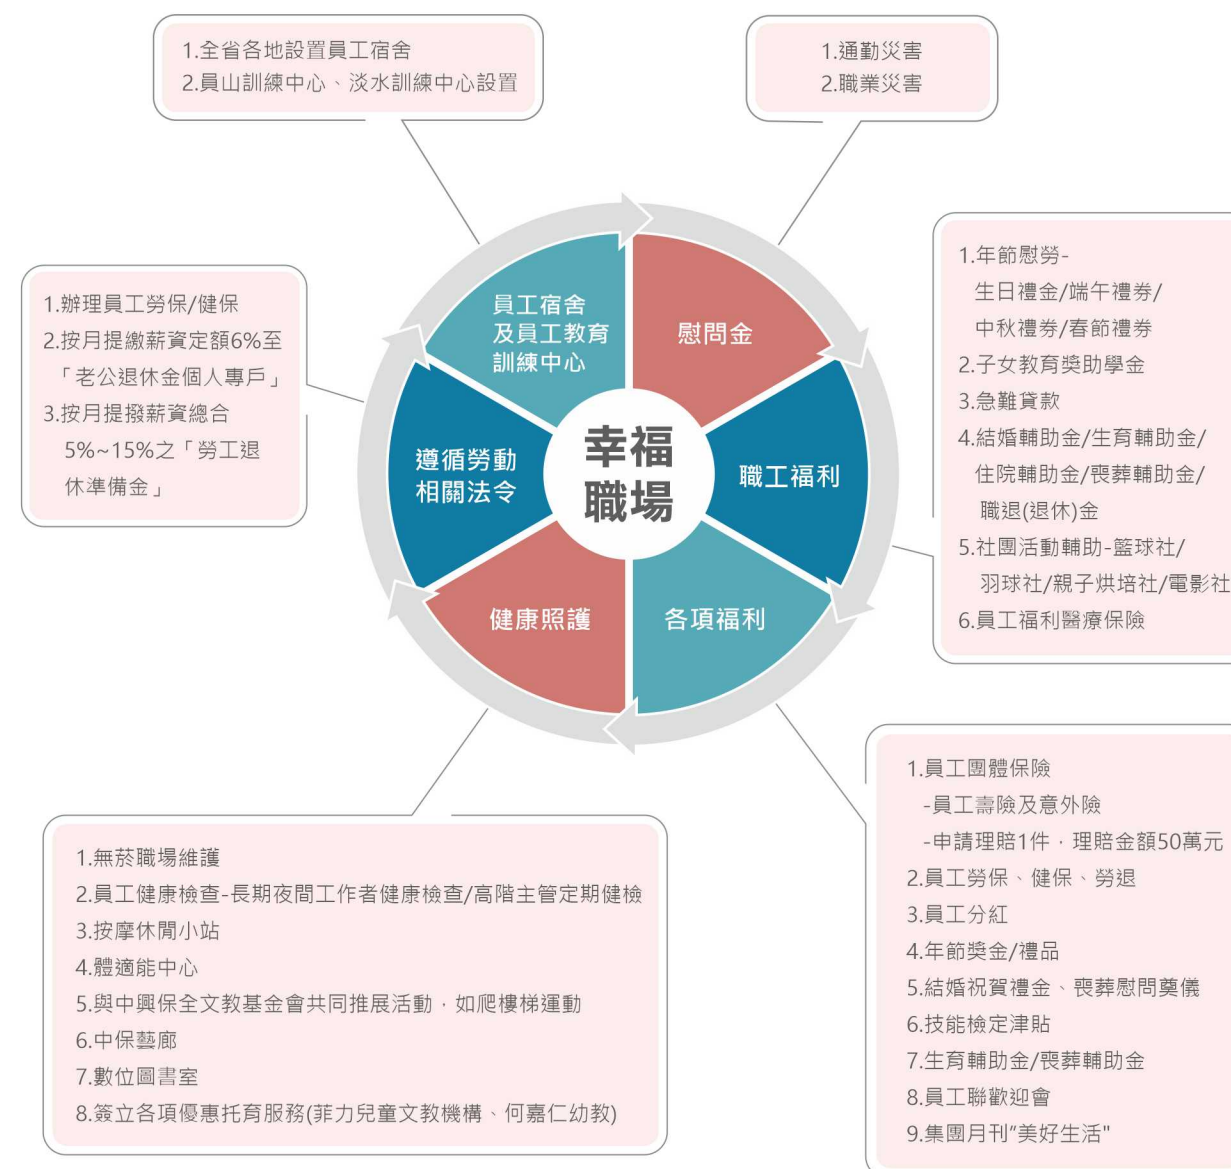 1.全省各地設置員工宿舍
2.員山訓練中心、淡水訓練中心設置
1.通勤災害
2.職業災害
1.年節慰勞-
生日禮金/端午禮券/
中秋禮券/春節禮券
2.子女教育獎助學金
3.急難貸款
4.結婚輔助金/生育輔助金/
住院輔助金/喪葬輔助金/
職退(退休)金
5.社團活動輔助-籃球社/
羽球社/親子烘培社/電影社
6.員工福利醫療保險
1.辦理員工勞保/健保
2.按月提繳薪資定額6%至
「老公退休金個人專戶」
3.按月提撥薪資總合
5%~15%之「勞工退
休準備金」
員工宿舍
及員工教育
訓練中心
慰問金
遵循勞動
相關法令
幸福
職場
職工福利
健康照護
各項福利
1.員工團體保險
-員工壽險及意外險
-申請理賠1件，理賠金額50萬元
2.員工勞保、健保、勞退
3.員工分紅
4.年節獎金/禮品
5.結婚祝賀禮金、喪葬慰問奠儀
6.技能檢定津貼
7.生育輔助金/喪葬輔助金
8.員工聯歡迎會
9.集團月刊"美好生活"
1.無菸職場維護
2.員工健康檢查-長期夜間工作者健康檢查/高階主管定期健檢
3.按摩休閒小站
4.體適能中心
5.與中興保全文教基金會共同推展活動，如爬樓梯運動
6.中保藝廊
7.數位圖書室
8.簽立各項優惠托育服務(菲力兒童文教機構、何嘉仁幼教)